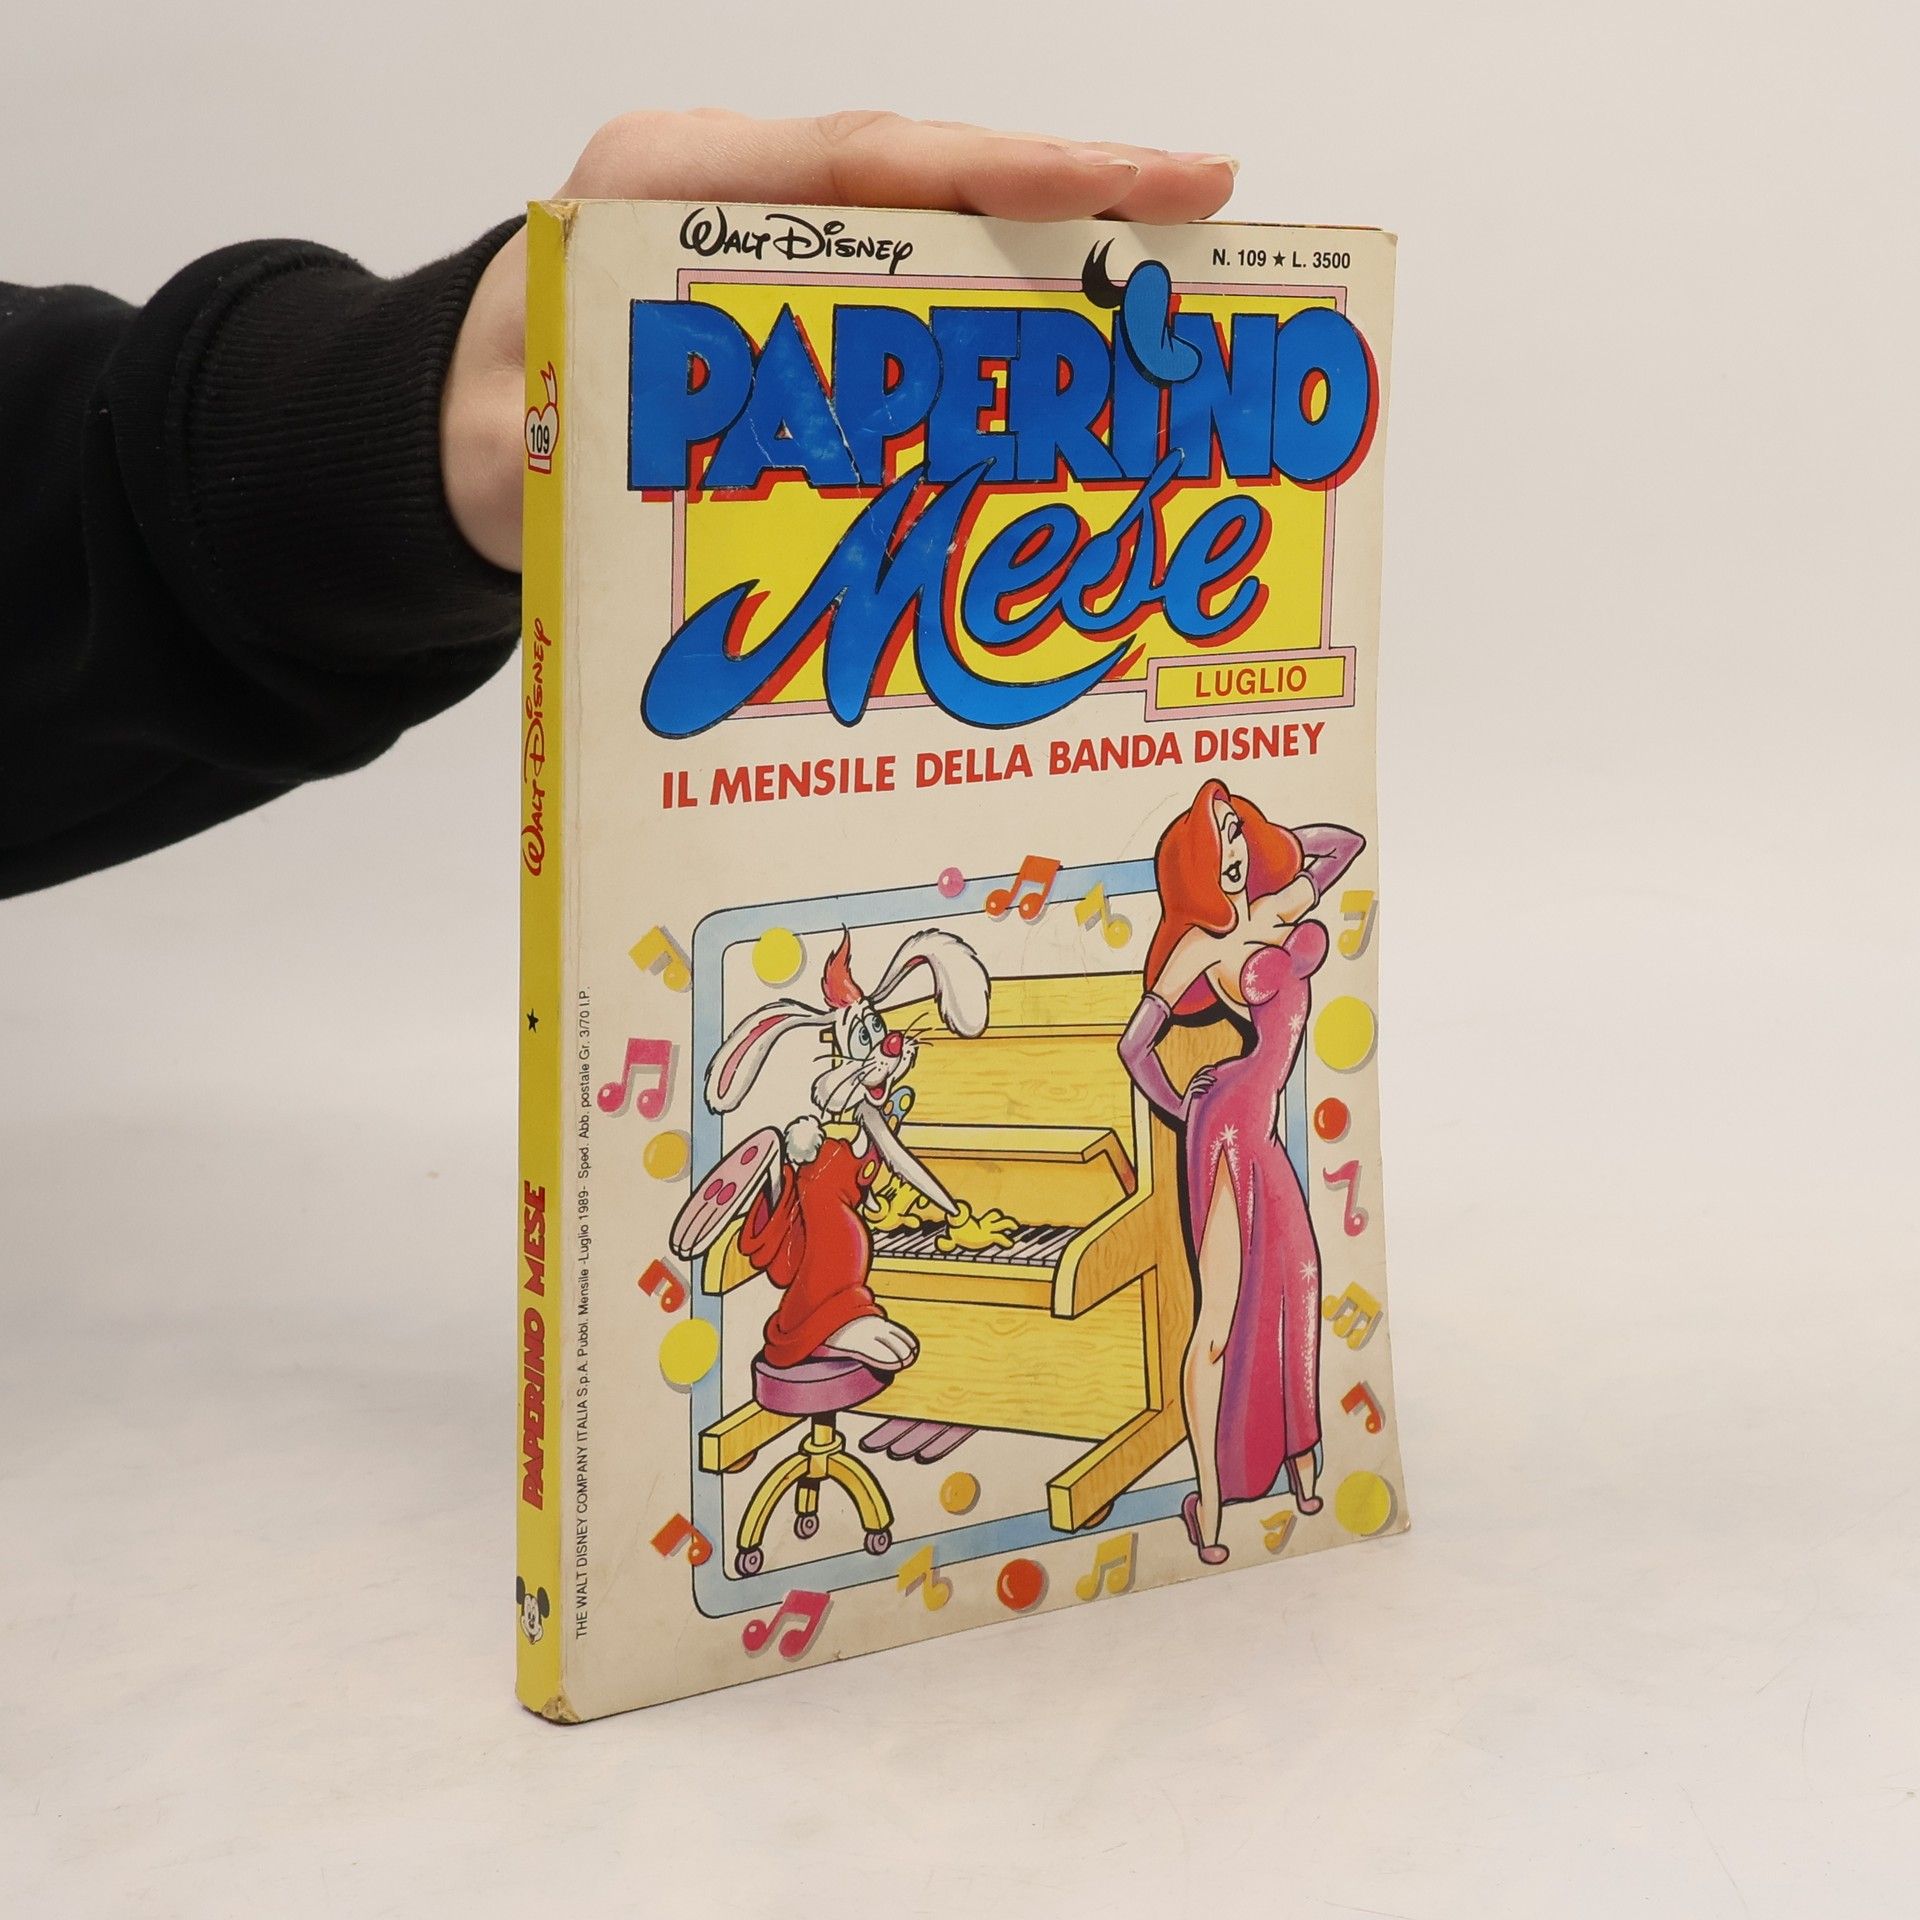 WALT DISNEY
N. 109 ★ L. 3500
PAPERINO
Mese
LUGLIO
IL MENSILE DELLA BANDA DISNEY
THE WALT DISNEY COMPANY ITALIA S.p.A. Pubbl. Mensile -Luglio 1989- Sped. Abb. postale Gr. 3/70 I.P.
109
WALT DISNEY
★
PAPERINO MESE